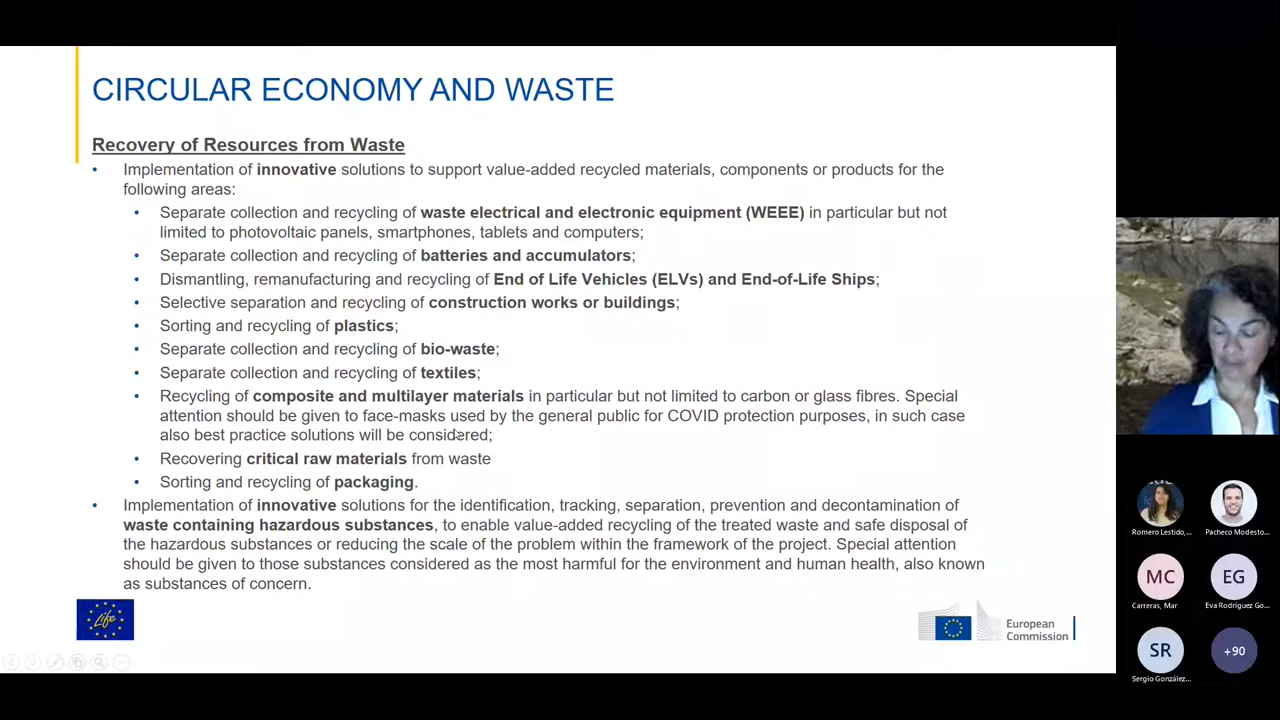 CIRCULAR ECONOMY AND WASTE
Recovery of Resources from Waste
• Implementation of innovative solutions to support value-added recycled materials, components or products for the
following areas:
• Separate collection and recycling of waste electrical and electronic equipment (WEEE) in particular but not
limited to photovoltaic panels, smartphones, tablets and computers;
• Separate collection and recycling of batteries and accumulators;
• Dismantling, remanufacturing and recycling of End of Life Vehicles (ELVs) and End-of-Life Ships;
• Selective separation and recycling of construction works or buildings;
• Sorting and recycling of plastics;
• Separate collection and recycling of bio-waste;
• Separate collection and recycling of textiles;
• Recycling of composite and multilayer materials in particular but not limited to carbon or glass fibres. Special
attention should be given to face-masks used by the general public for COVID protection purposes, in such case
also best practice solutions will be considered;
• Recovering critical raw materials from waste
• Sorting and recycling of packaging.
• Implementation of innovative solutions for the identification, tracking, separation, prevention and decontamination of
waste containing hazardous substances, to enable value-added recycling of the treated waste and safe disposal of
the hazardous substances or reducing the scale of the problem within the framework of the project. Special attention
should be given to those substances considered as the most harmful for the environment and human health, also known
as substances of concern.
Life
European
Commission
Romero Lestido,...
Pacheco Modesto...
MC
Carreras, Mar
EG
Eva Rodríguez Go...
SR
Sergio González...
+90